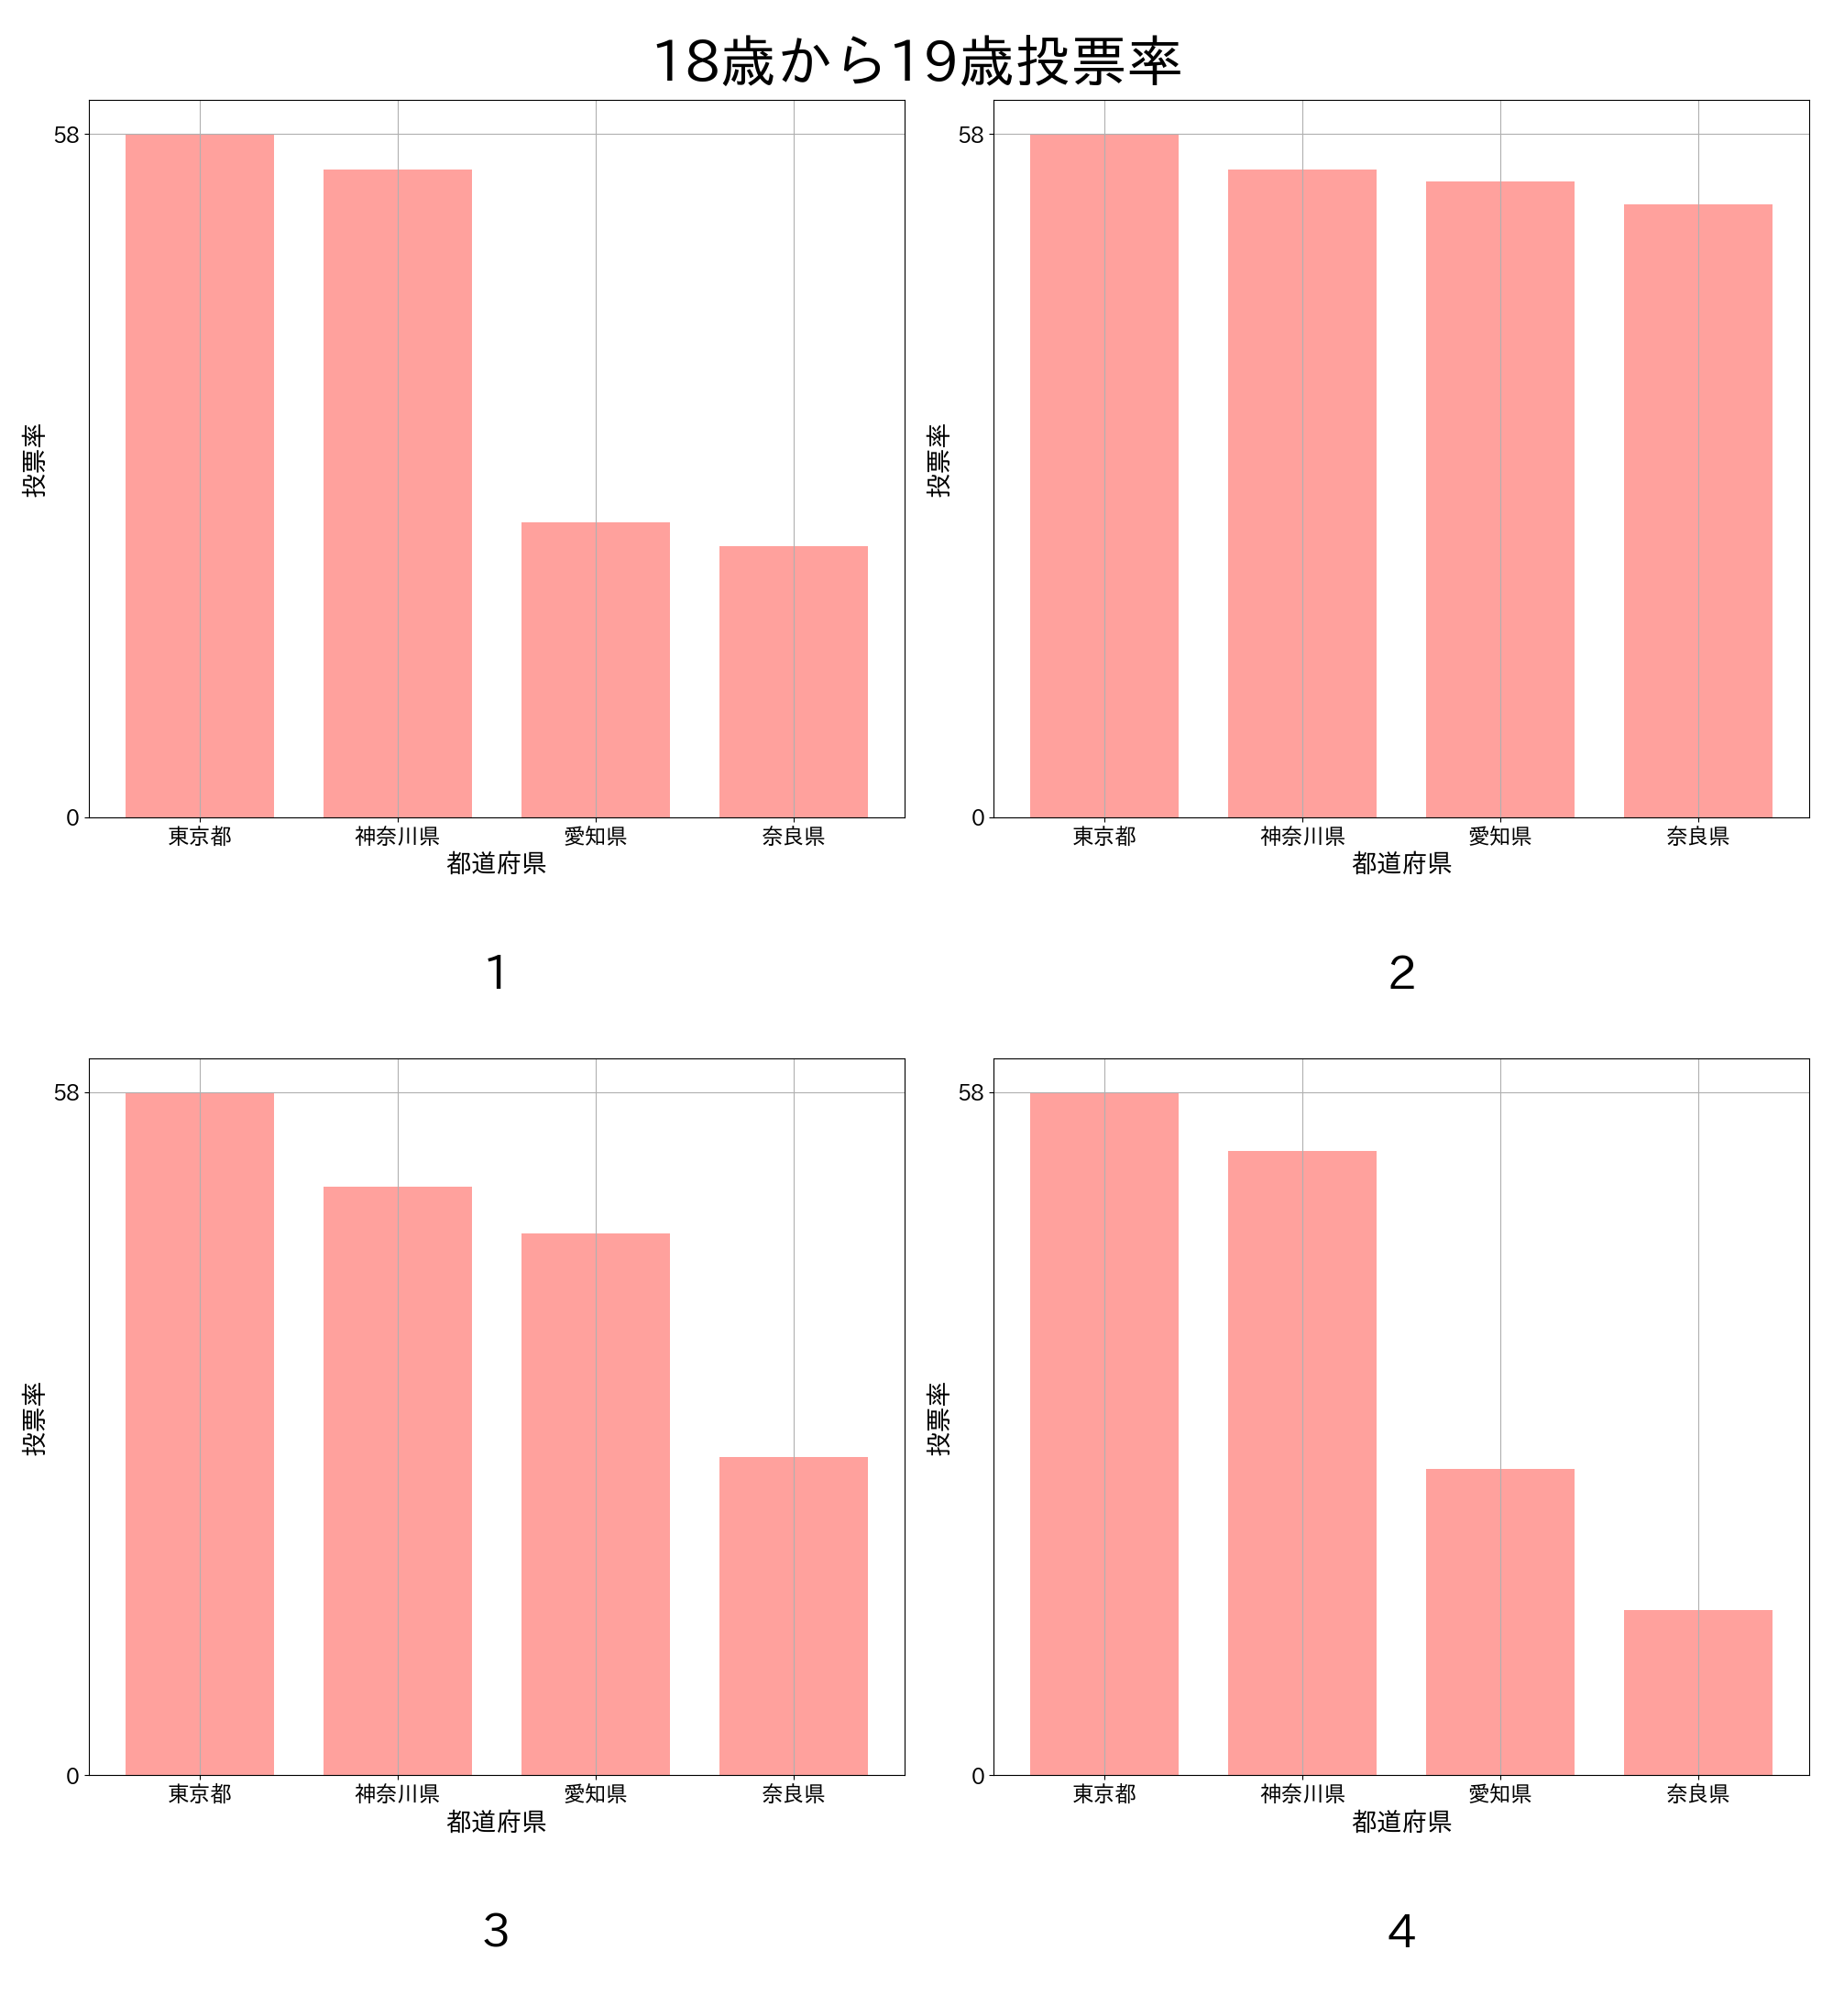 18歳から19歳投票率
58
0
投票率
東京都 神奈川県 愛知県 奈良県
都道府県
1
58
0
投票率
東京都 神奈川県 愛知県 奈良県
都道府県
2
58
0
投票率
東京都 神奈川県 愛知県 奈良県
都道府県
3
58
0
投票率
東京都 神奈川県 愛知県 奈良県
都道府県
4